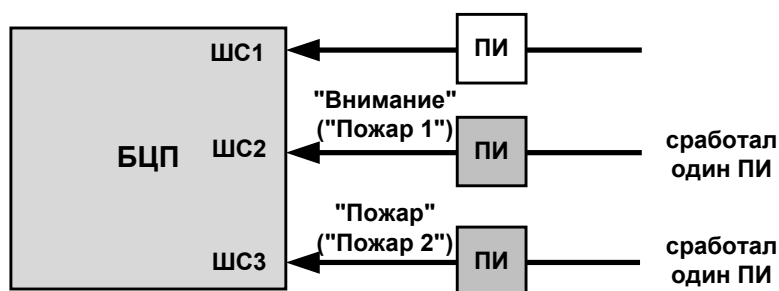 ШС1
ПИ
"Внимание"
("Пожар 1")
БЦП
ШС2
ПИ
сработал
один ПИ
"Пожар"
("Пожар 2")
ШС3
ПИ
сработал
один ПИ